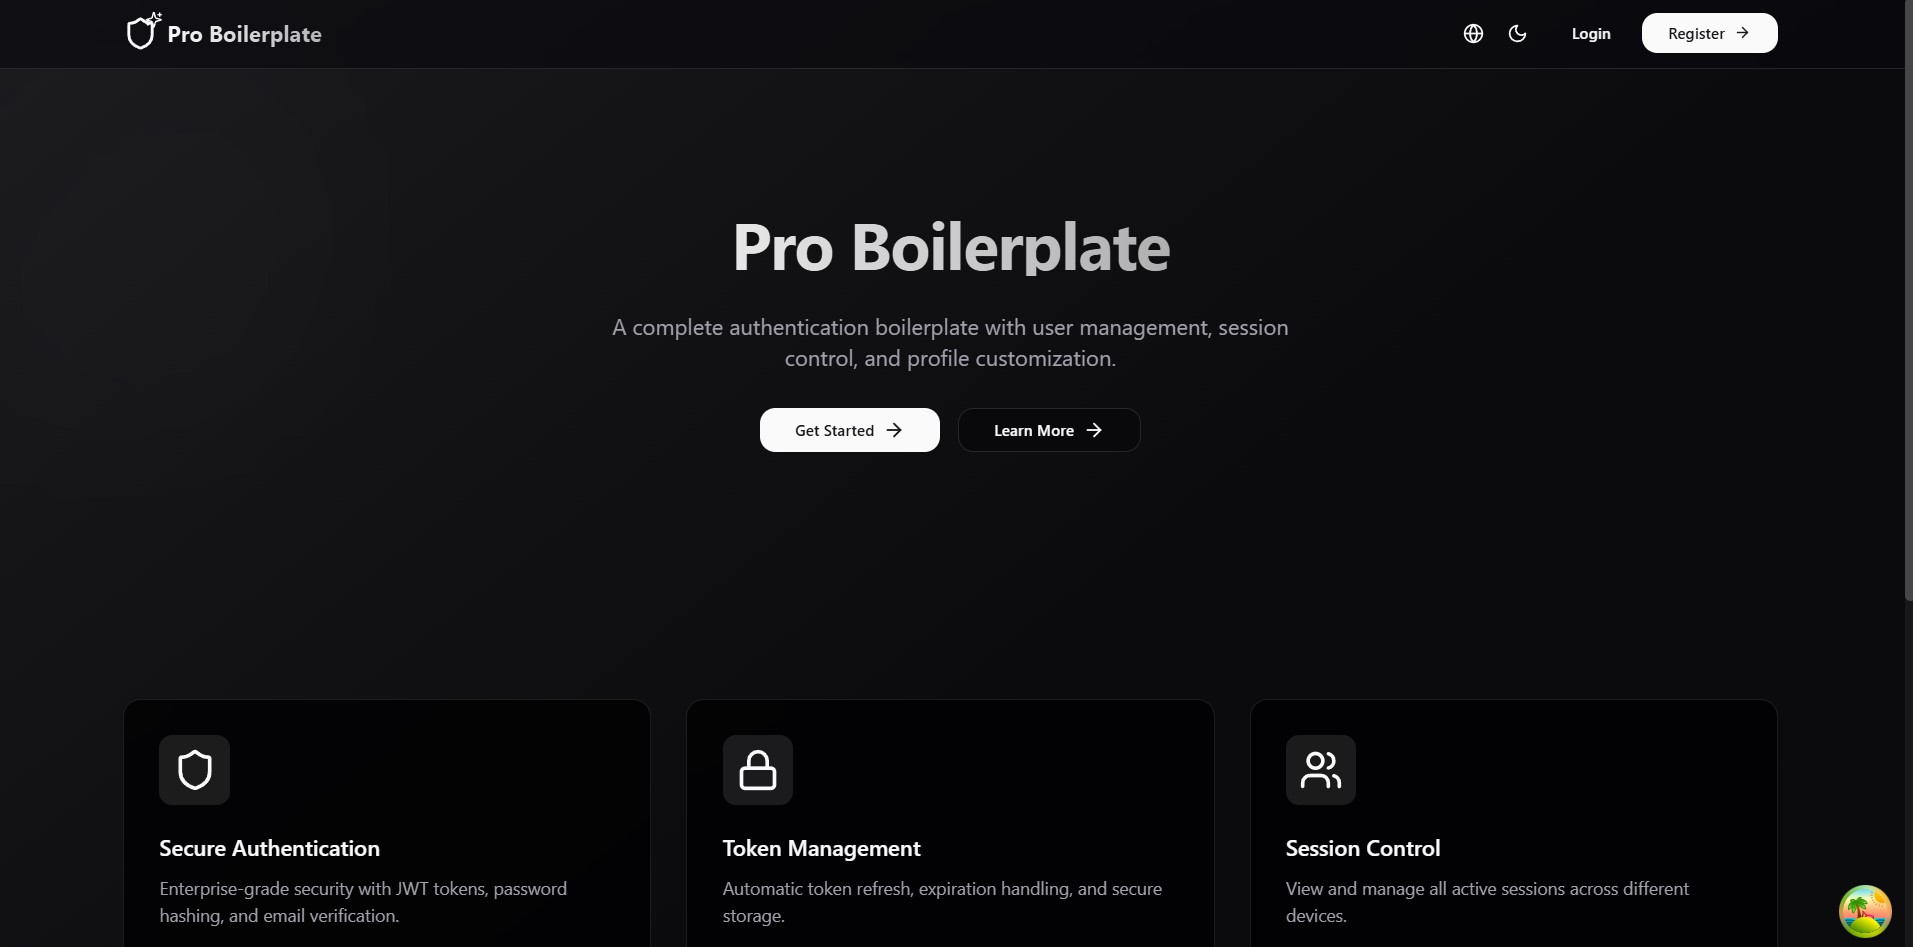 Pro Boilerplate
Login
Register
Pro Boilerplate
A complete authentication boilerplate with user management, session
control, and profile customization.
Get Started
Learn More
Secure Authentication
Enterprise-grade security with JWT tokens, password
hashing, and email verification.
Token Management
Automatic token refresh, expiration handling, and secure
storage.
Session Control
View and manage all active sessions across different
devices.